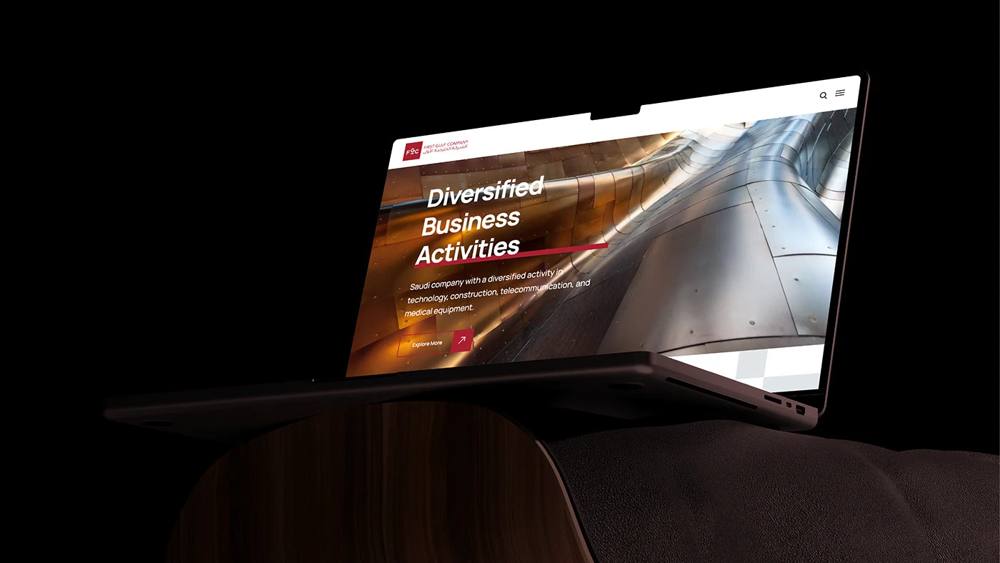 FIRST GULF COMPANY
Diversified
Business
Activities
Saudi company with a diversified activity in
technology, construction, telecommunication, and
medical equipment.
Explore More